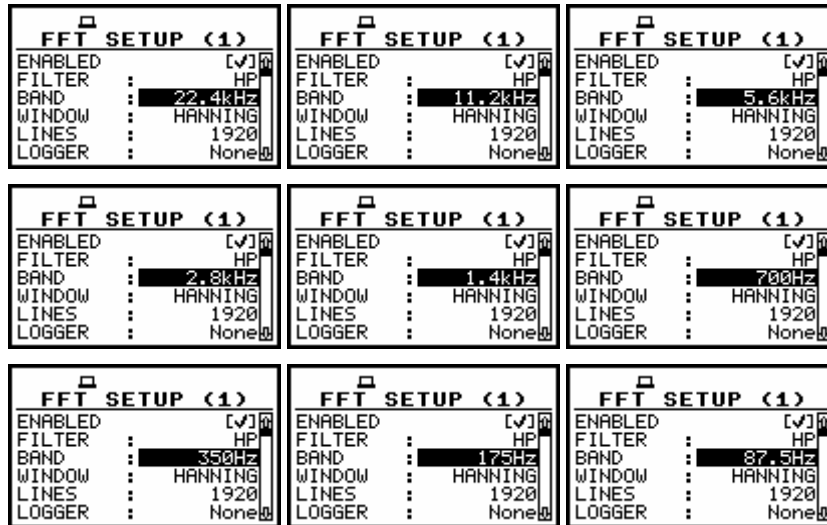 FFT SETUP (1)
ENABLED [✓]
FILTER : HP
BAND : 22.4kHz
WINDOW : HANNING
LINES : 1920
LOGGER : None
FFT SETUP (1)
ENABLED [✓]
FILTER : HP
BAND : 11.2kHz
WINDOW : HANNING
LINES : 1920
LOGGER : None
FFT SETUP (1)
ENABLED [✓]
FILTER : HP
BAND : 5.6kHz
WINDOW : HANNING
LINES : 1920
LOGGER : None
FFT SETUP (1)
ENABLED [✓]
FILTER : HP
BAND : 2.8kHz
WINDOW : HANNING
LINES : 1920
LOGGER : None
FFT SETUP (1)
ENABLED [✓]
FILTER : HP
BAND : 1.4kHz
WINDOW : HANNING
LINES : 1920
LOGGER : None
FFT SETUP (1)
ENABLED [✓]
FILTER : HP
BAND : 700Hz
WINDOW : HANNING
LINES : 1920
LOGGER : None
FFT SETUP (1)
ENABLED [✓]
FILTER : HP
BAND : 350Hz
WINDOW : HANNING
LINES : 1920
LOGGER : None
FFT SETUP (1)
ENABLED [✓]
FILTER : HP
BAND : 175Hz
WINDOW : HANNING
LINES : 1920
LOGGER : None
FFT SETUP (1)
ENABLED [✓]
FILTER : HP
BAND : 87.5Hz
WINDOW : HANNING
LINES : 1920
LOGGER : None